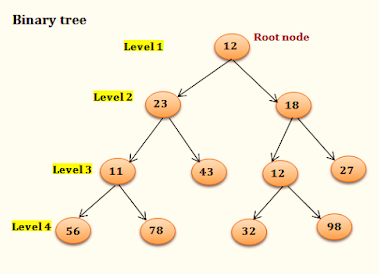 Binary tree
Level 1
12
Root node
Level 2
23
18
Level 3
11
43
12
27
Level 4
56
78
32
98